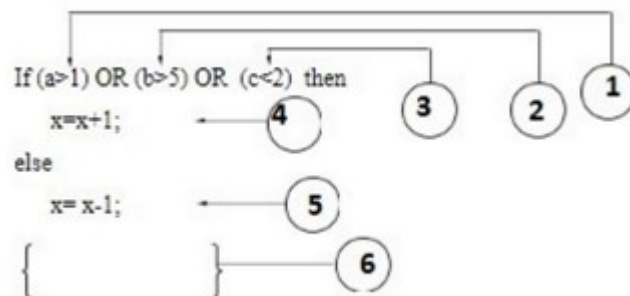 If (a>1) OR (b>5) OR (c<2) then
1
2
3
x=x+1;
4
else
x= x-1;
5
{ }
6